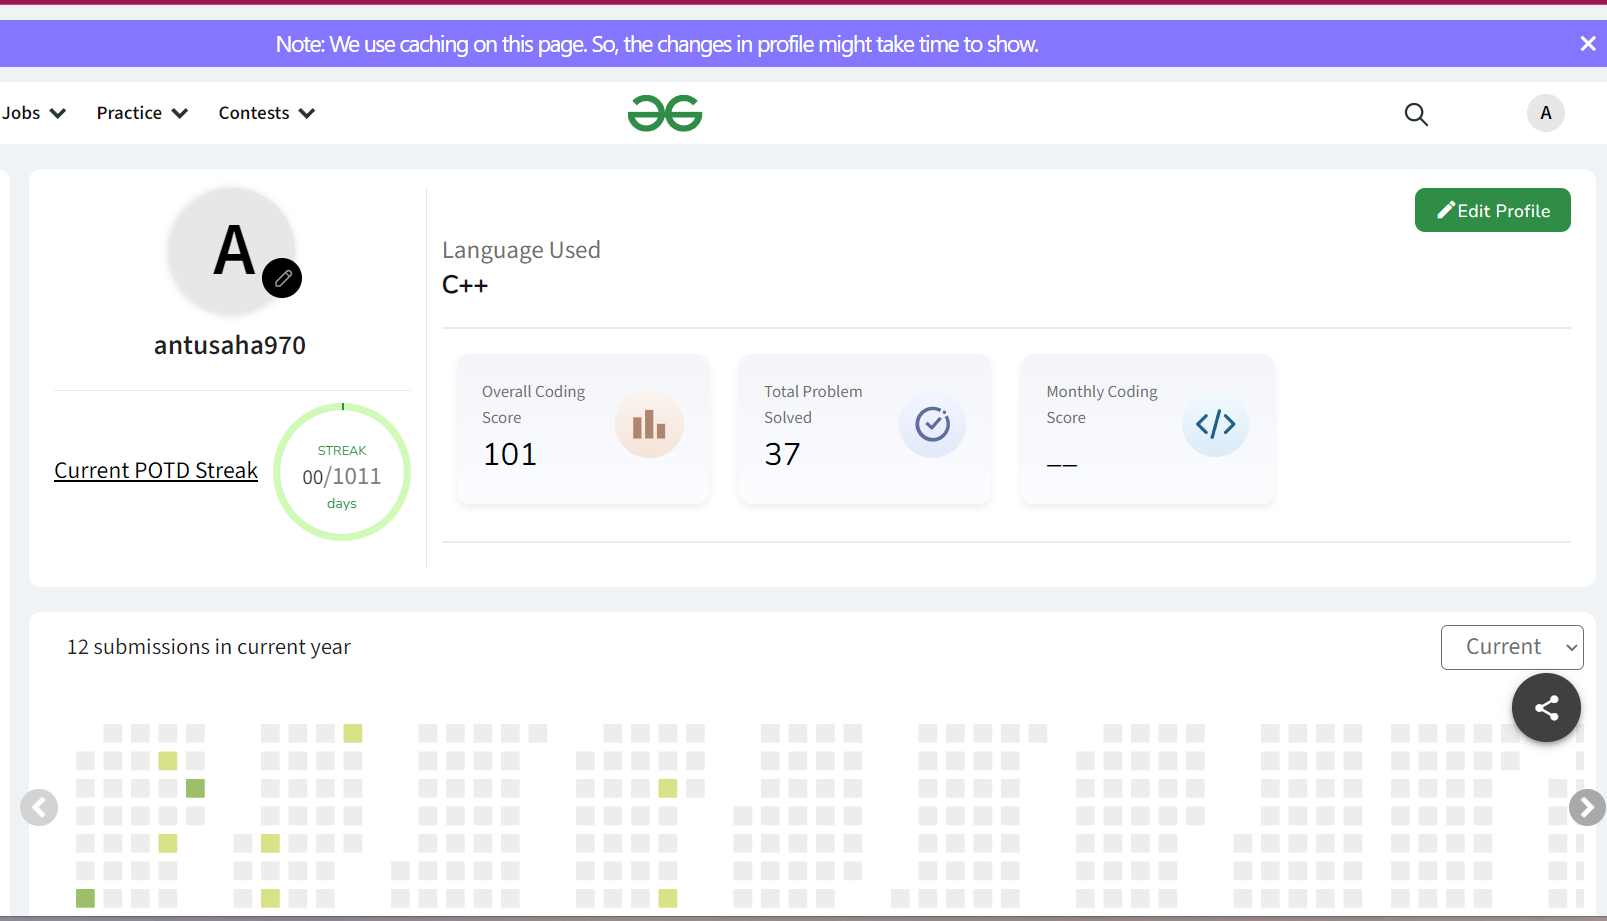 Note: We use caching on this page. So, the changes in profile might take time to show.
Jobs Practice Contests
A
A
antusaha970
Current POTD Streak
STREAK
00/1011
days
Edit Profile
Language Used
C++
Overall Coding
Score
101
Total Problem
Solved
37
Monthly Coding
Score
__
12 submissions in current year
Current